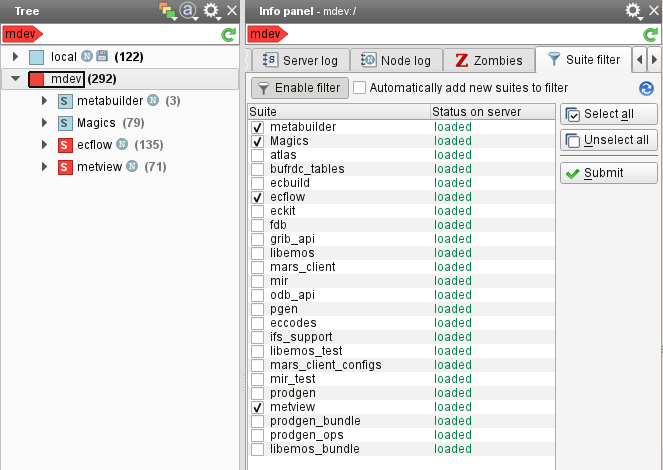 Tree
mdev
local N (122)
mdev (292)
S metabuilder N (3)
S Magics (79)
S ecflow N (135)
S metview N (71)
Info panel - mdev:/
mdev
Server log
Node log
Zombies
Suite filter
Enable filter
Automatically add new suites to filter
Suite Status on server
metabuilder loaded
Magics loaded
atlas loaded
bufrdc_tables loaded
ecbuild loaded
ecflow loaded
eckit loaded
fdb loaded
grib_api loaded
libemos loaded
mars_client loaded
mir loaded
odb_api loaded
pgen loaded
eccodes loaded
ifs_support loaded
libemos_test loaded
mars_client_configs loaded
mir_test loaded
prodgen loaded
metview loaded
prodgen_bundle loaded
prodgen_ops loaded
libemos_bundle loaded
Select all
Unselect all
Submit